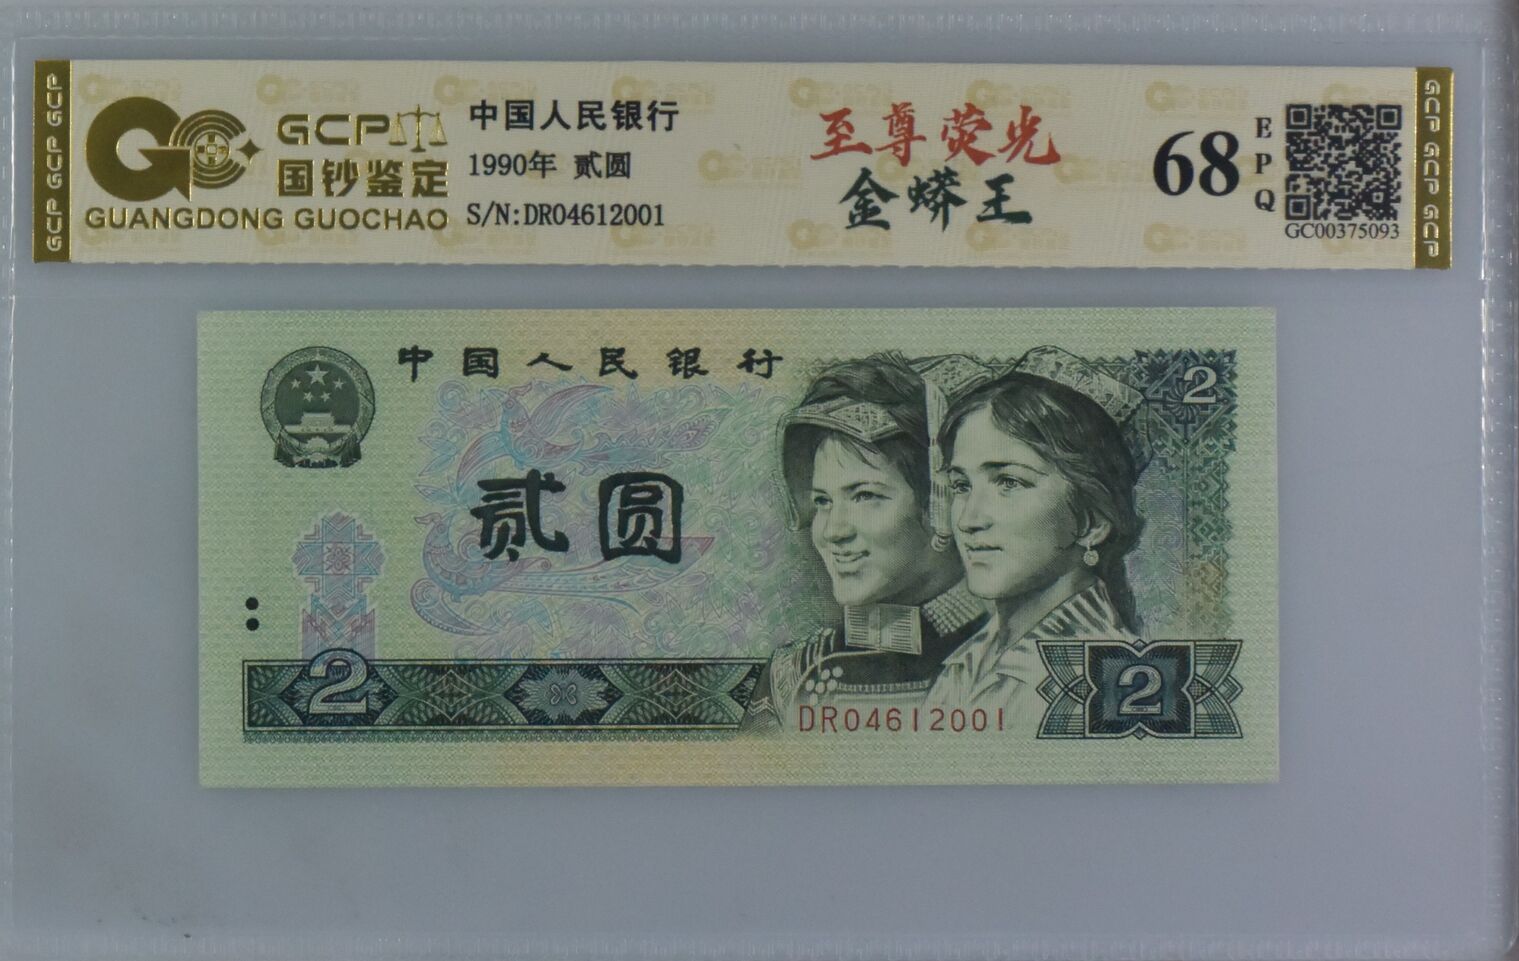 GCP GCP GCP
GCP
国钞鉴定
GUANGDONG GUOCHAO
中国人民银行
1990年 贰圆
S/N:DR04612001
至尊荧光
金蟒王
68
EPQ
GC00375093
GCP GCP GCP
中国人民银行
2
贰圆
2
2
DR04612001